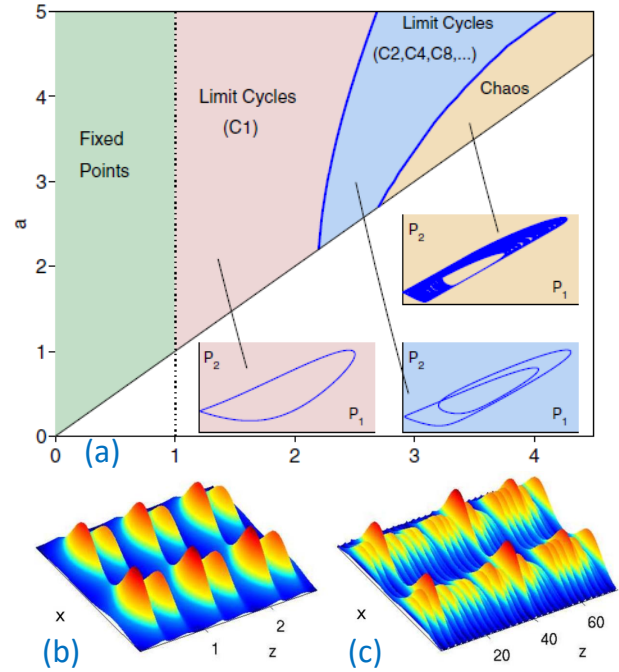 5
Limit Cycles
(C2,C4,C8,...)
Chaos
4
Limit Cycles
(C1)
Fixed
Points
3
a
P2
P1
2
1
P2
P1
P2
P1
0
0
1
2
3
4
(a)
x
1
2
z
(b)
x
20
40
60
z
(c)